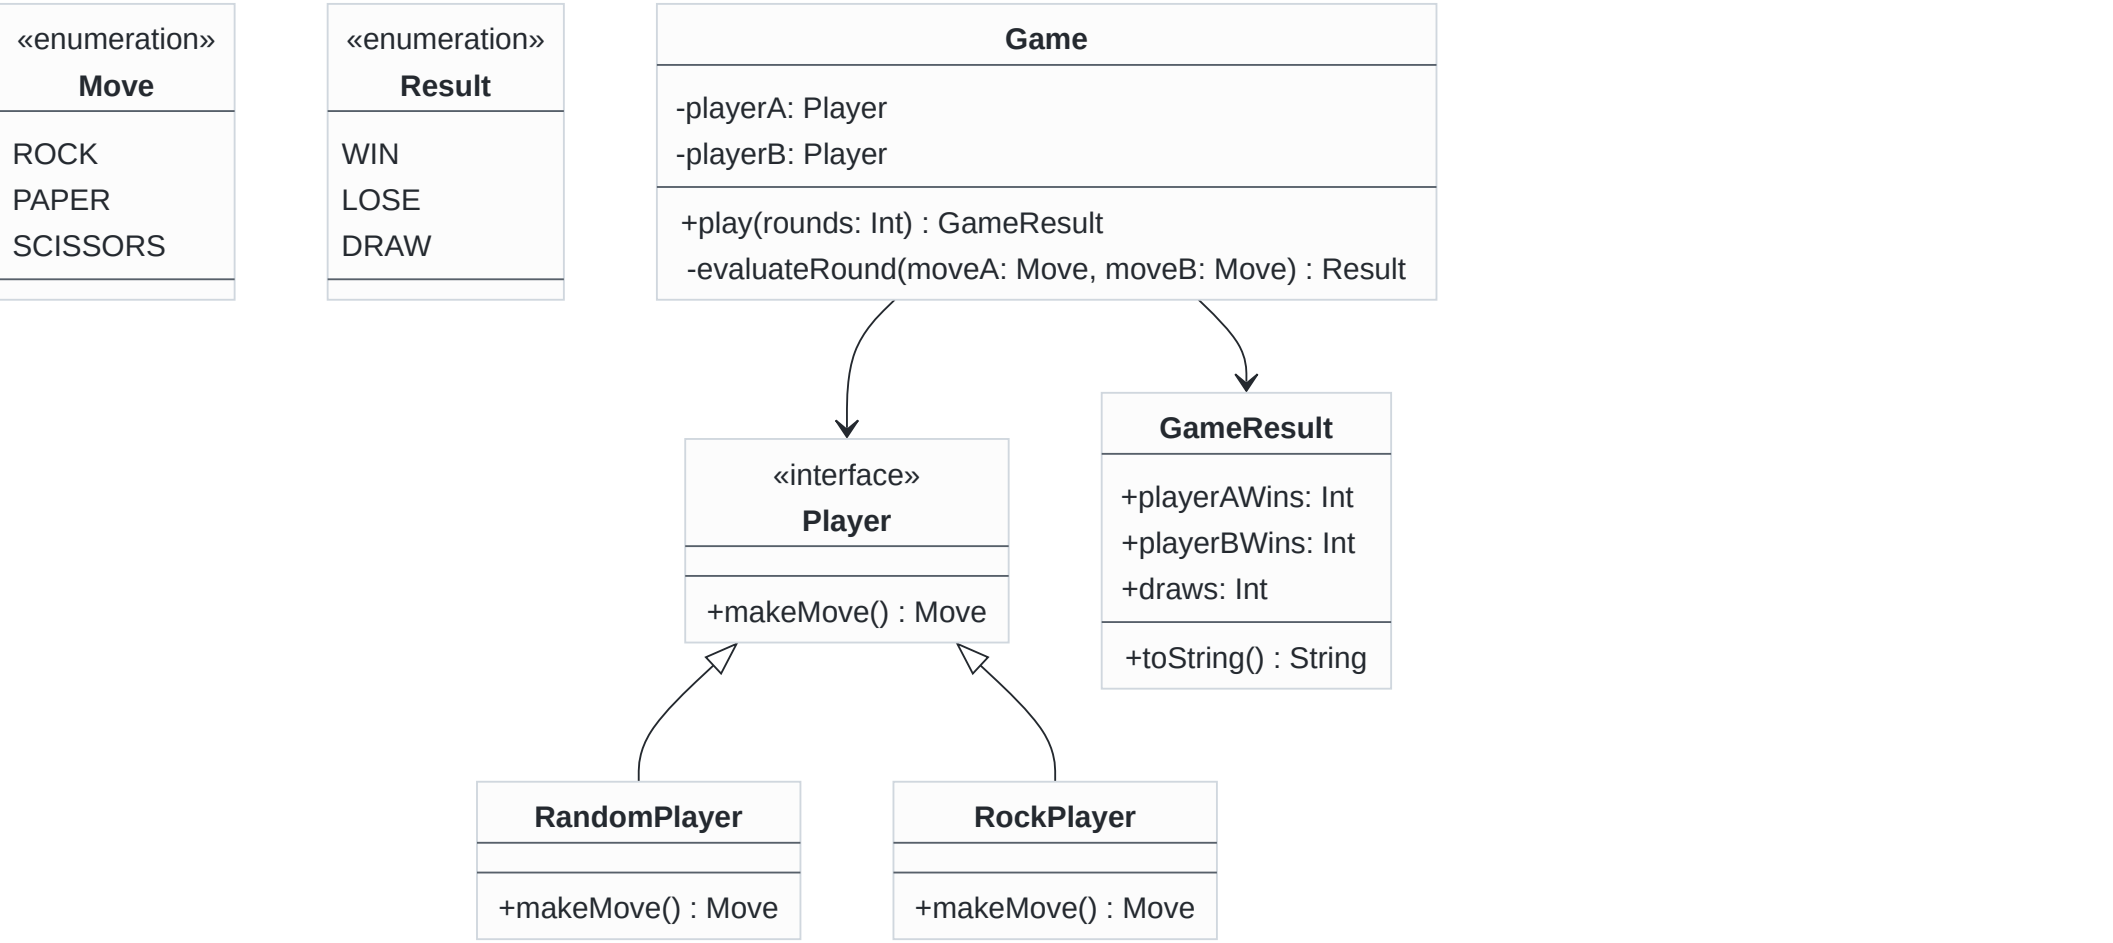 «enumeration»
Move
ROCK
PAPER
SCISSORS
«enumeration»
Result
WIN
LOSE
DRAW
Game
-playerA: Player
-playerB: Player
+play(rounds: Int) : GameResult
-evaluateRound(moveA: Move, moveB: Move) : Result
«interface»
Player
+makeMove() : Move
GameResult
+playerAWins: Int
+playerBWins: Int
+draws: Int
+toString() : String
RandomPlayer
+makeMove() : Move
RockPlayer
+makeMove() : Move